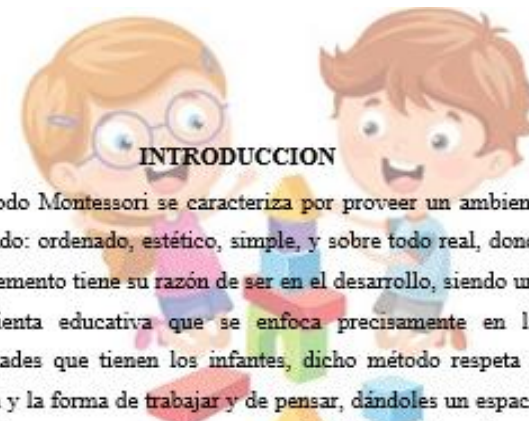 INTRODUCCION
odo Montessori se caracteriza por proveer un ambien
do: ordenado, estético, simple, y sobre todo real, dond
emento tiene su razón de ser en el desarrollo, siendo un
ienta educativa que se enfoca precisamente en l
ades que tienen los infantes, dicho método respeta
y la forma de trabajar y de pensar, dándoles un espac